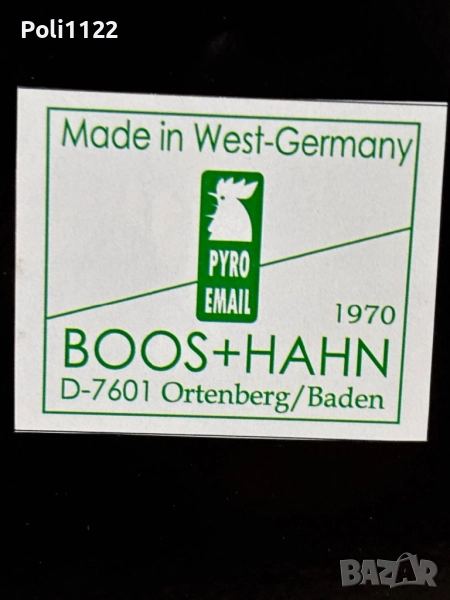 Poli1122
Made in West-Germany
PYRO
EMAIL
1970
BOOS+HAHN
D-7601 Ortenberg/Baden
BAZAR